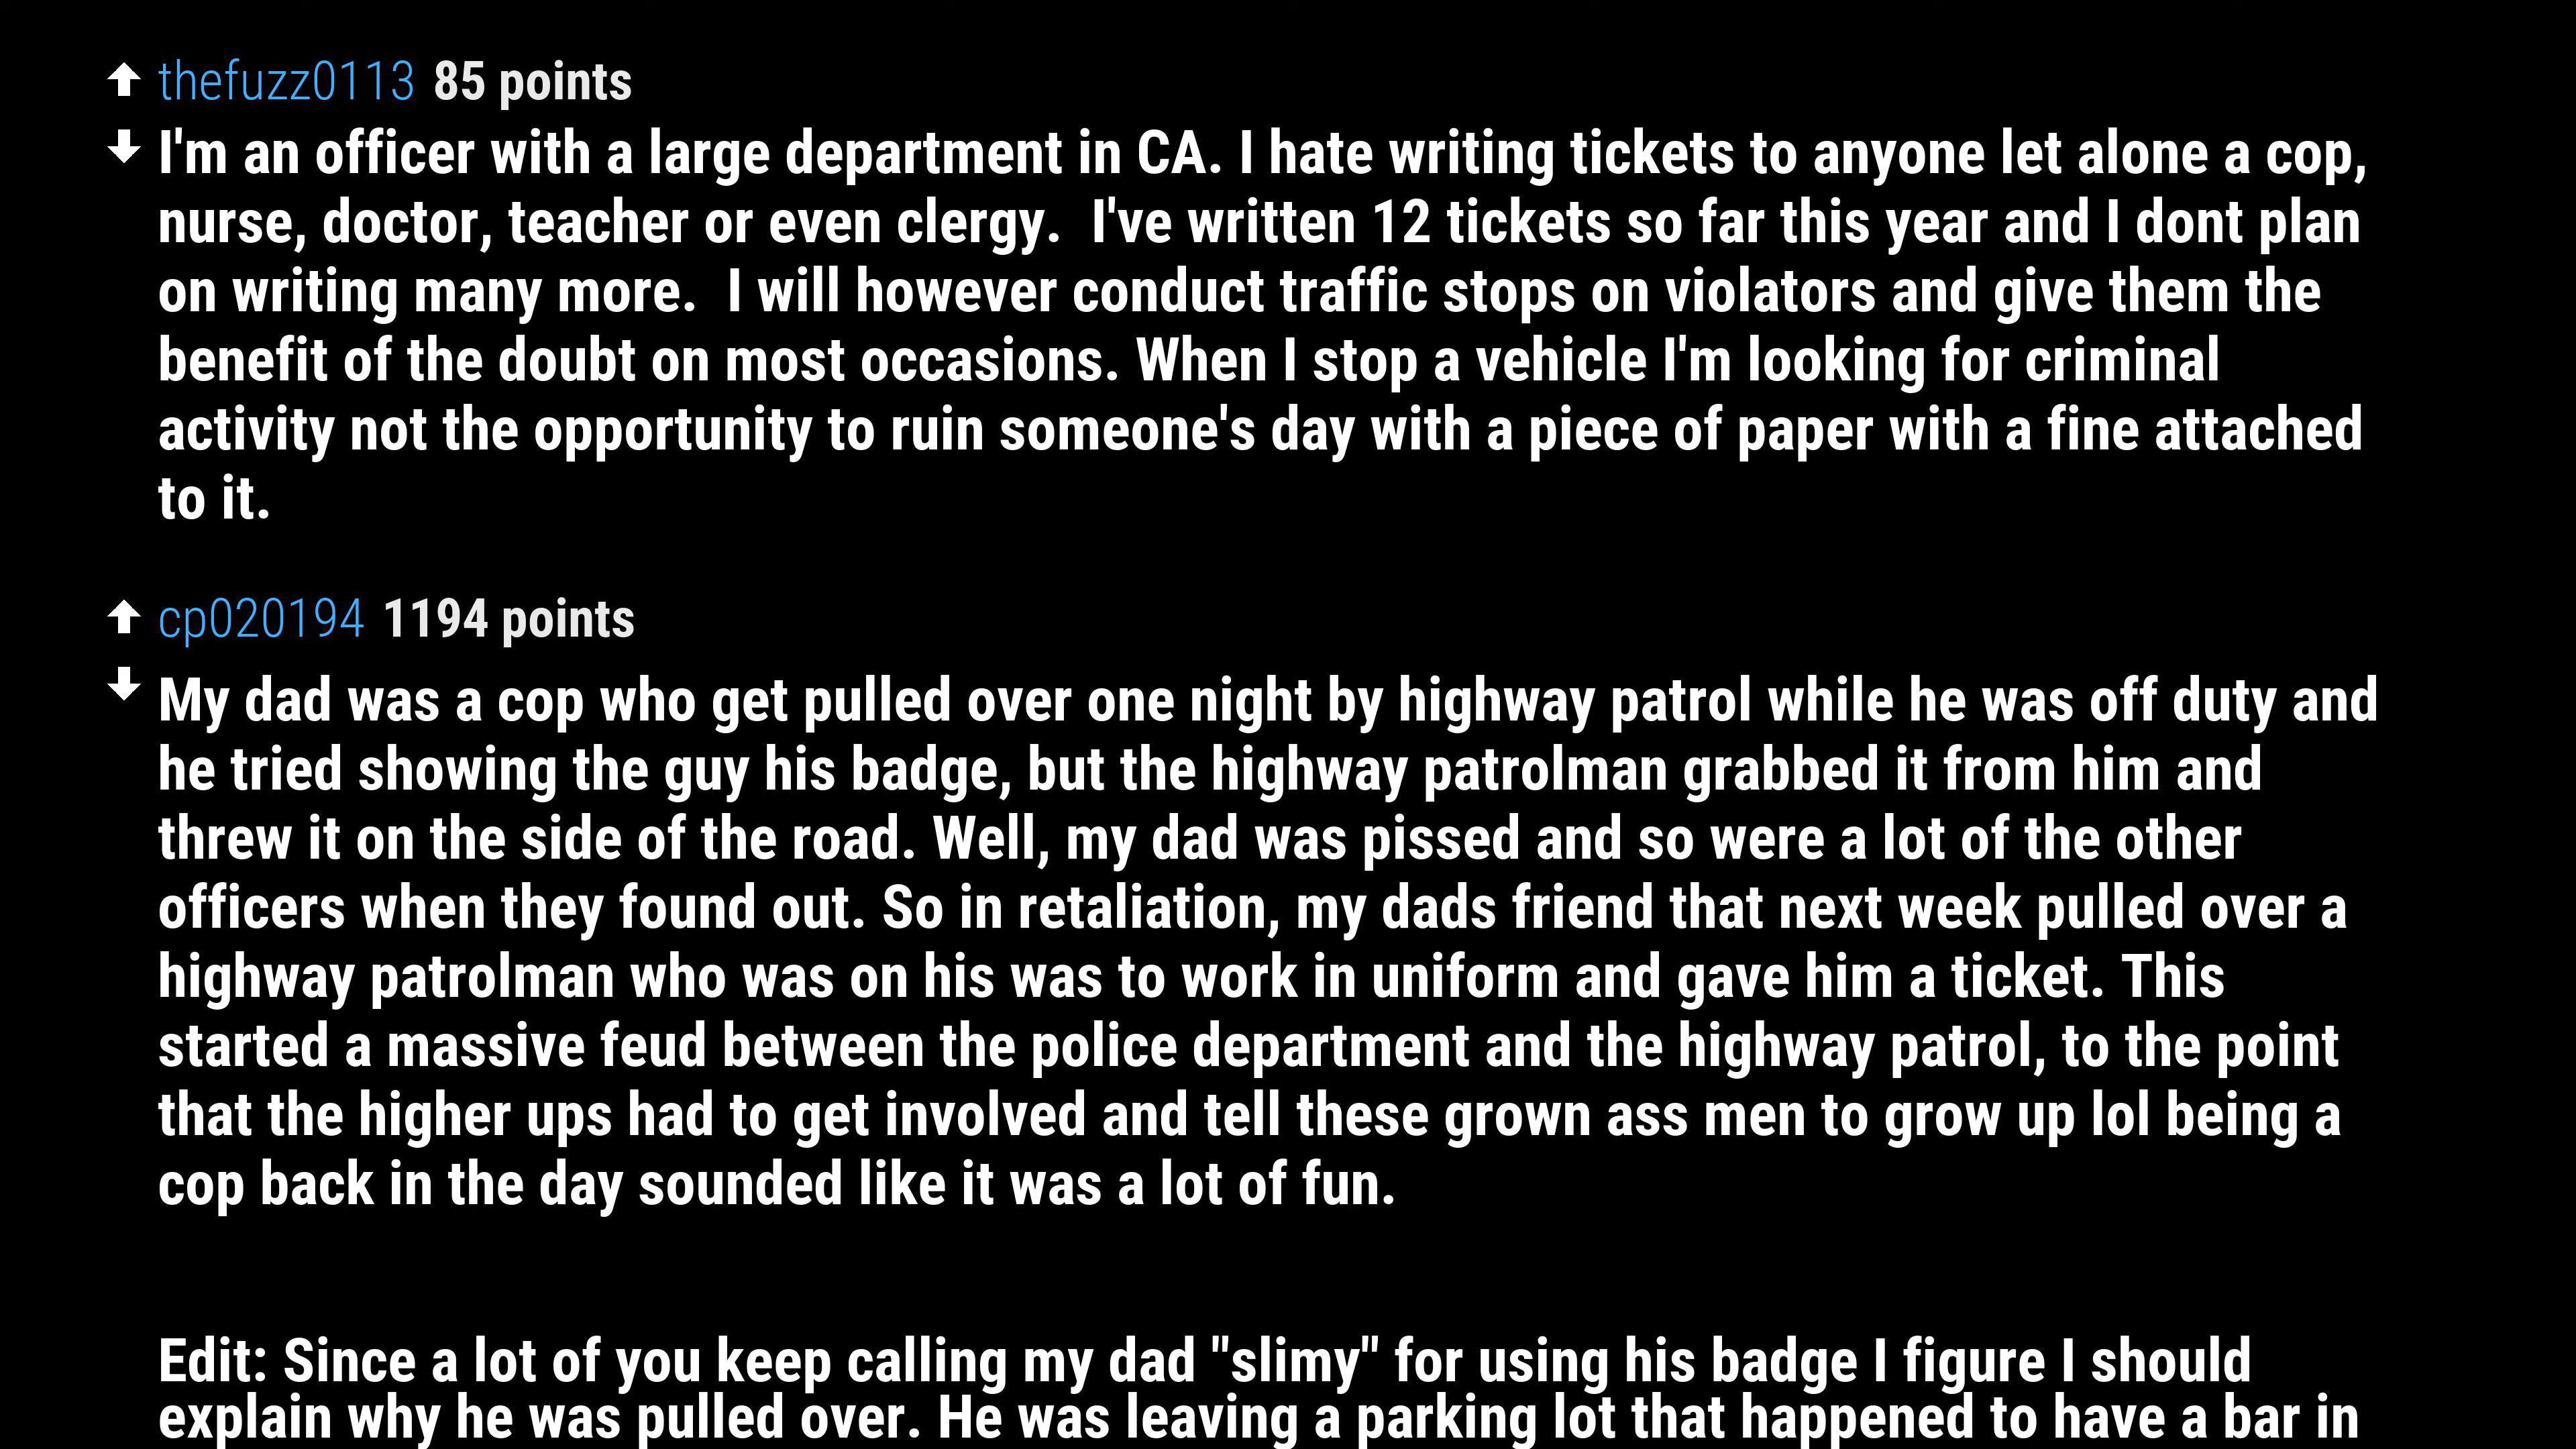 thefuzz0113 85 points
I'm an officer with a large department in CA. I hate writing tickets to anyone let alone a cop,
nurse, doctor, teacher or even clergy.  I've written 12 tickets so far this year and I dont plan
on writing many more.  I will however conduct traffic stops on violators and give them the
benefit of the doubt on most occasions. When I stop a vehicle I'm looking for criminal
activity not the opportunity to ruin someone's day with a piece of paper with a fine attached
to it.
cp020194 1194 points
My dad was a cop who get pulled over one night by highway patrol while he was off duty and
he tried showing the guy his badge, but the highway patrolman grabbed it from him and
threw it on the side of the road. Well, my dad was pissed and so were a lot of the other
officers when they found out. So in retaliation, my dads friend that next week pulled over a
highway patrolman who was on his was to work in uniform and gave him a ticket. This
started a massive feud between the police department and the highway patrol, to the point
that the higher ups had to get involved and tell these grown ass men to grow up lol being a
cop back in the day sounded like it was a lot of fun.
Edit: Since a lot of you keep calling my dad "slimy" for using his badge I figure I should
explain why he was pulled over. He was leaving a parking lot that happened to have a bar in